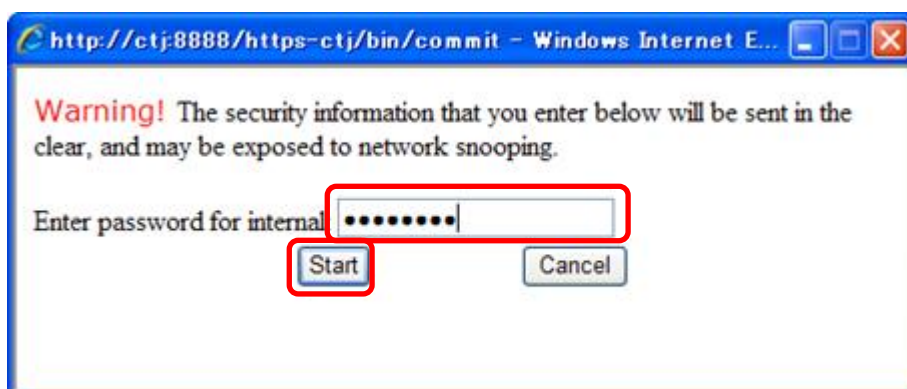 http://ctj:8888/https-ctj/bin/commit - Windows Internet E...
Warning! The security information that you enter below will be sent in the
clear, and may be exposed to network snooping.
Enter password for internal ••••••••
Start Cancel